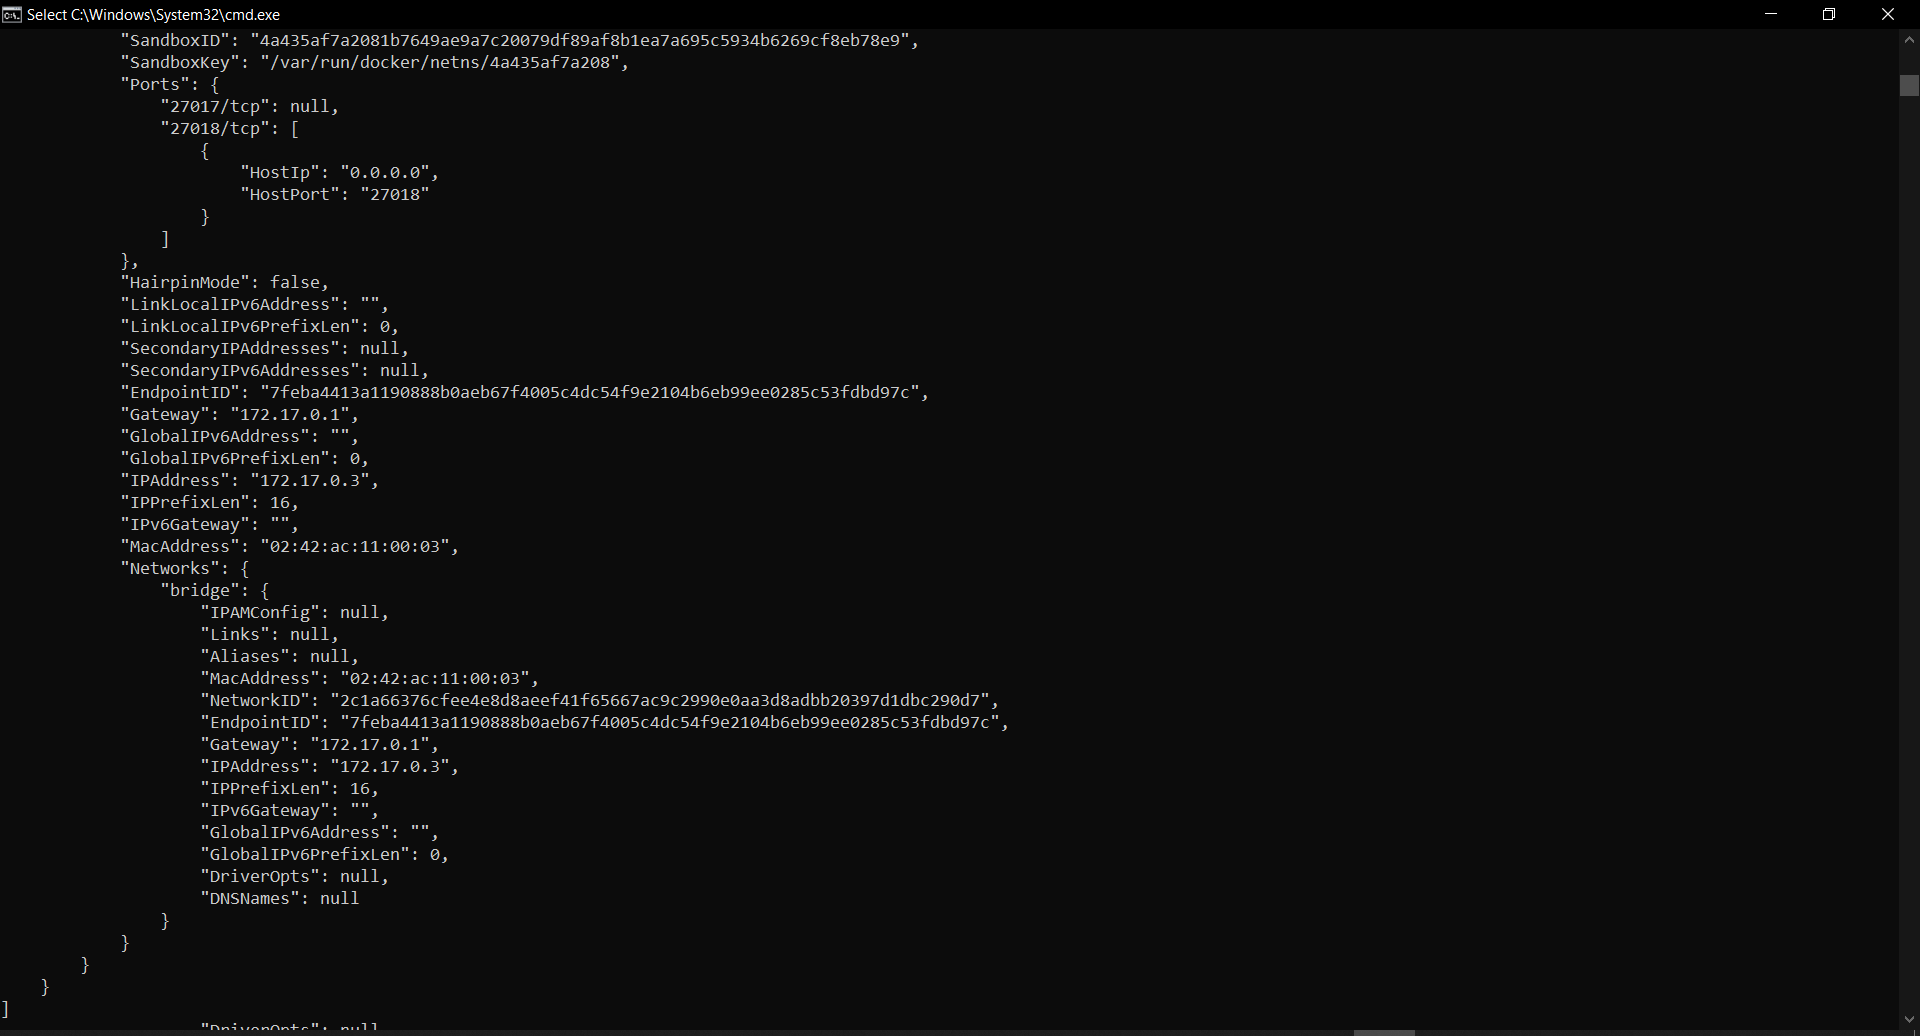 Select C:\Windows\System32\cmd.exe
"SandboxID": "4a435af7a2081b7649ae9a7c20079df89af8b1ea7a695c5934b6269cf8eb78e9",
"SandboxKey": "/var/run/docker/netns/4a435af7a208",
"Ports": {
"27017/tcp": null,
"27018/tcp": [
{
"HostIp": "0.0.0.0",
"HostPort": "27018"
}
]
},
"HairpinMode": false,
"LinkLocalIPv6Address": "",
"LinkLocalIPv6PrefixLen": 0,
"SecondaryIPAddresses": null,
"SecondaryIPv6Addresses": null,
"EndpointID": "7feba4413a1190888b0aeb67f4005c4dc54f9e2104b6eb99ee0285c53fdbd97c",
"Gateway": "172.17.0.1",
"GlobalIPv6Address": "",
"GlobalIPv6PrefixLen": 0,
"IPAddress": "172.17.0.3",
"IPPrefixLen": 16,
"IPv6Gateway": "",
"MacAddress": "02:42:ac:11:00:03",
"Networks": {
"bridge": {
"IPAMConfig": null,
"Links": null,
"Aliases": null,
"MacAddress": "02:42:ac:11:00:03",
"NetworkID": "2c1a66376cfee4e8d8aeef41f65667ac9c2990e0aa3d8adbb20397d1dbc290d7",
"EndpointID": "7feba4413a1190888b0aeb67f4005c4dc54f9e2104b6eb99ee0285c53fdbd97c",
"Gateway": "172.17.0.1",
"IPAddress": "172.17.0.3",
"IPPrefixLen": 16,
"IPv6Gateway": "",
"GlobalIPv6Address": "",
"GlobalIPv6PrefixLen": 0,
"DriverOpts": null,
"DNSNames": null
}
}
}
}
]
"DriverOpts": null